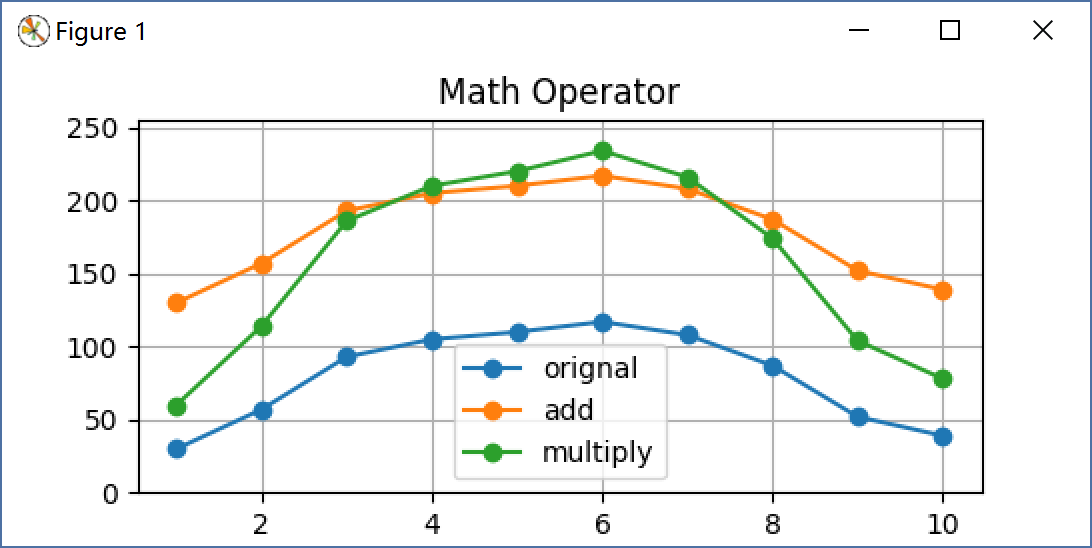 Figure 1
Math Operator
250
200
150
100
50
0
orignal
add
multiply
2 4 6 8 10